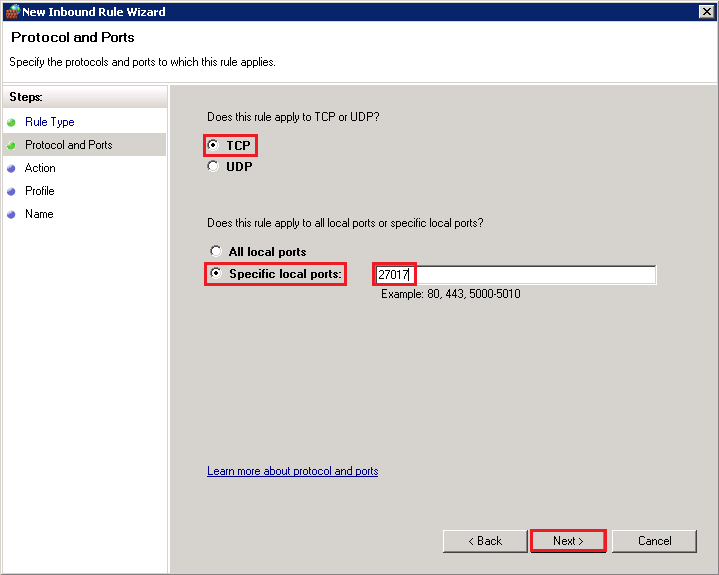 New Inbound Rule Wizard
Protocol and Ports
Specify the protocols and ports to which this rule applies.
Steps:
Rule Type
Protocol and Ports
Action
Profile
Name
Does this rule apply to TCP or UDP?
TCP
UDP
Does this rule apply to all local ports or specific local ports?
All local ports
Specific local ports: 27017
Example: 80, 443, 5000-5010
Learn more about protocol and ports
< Back Next > Cancel